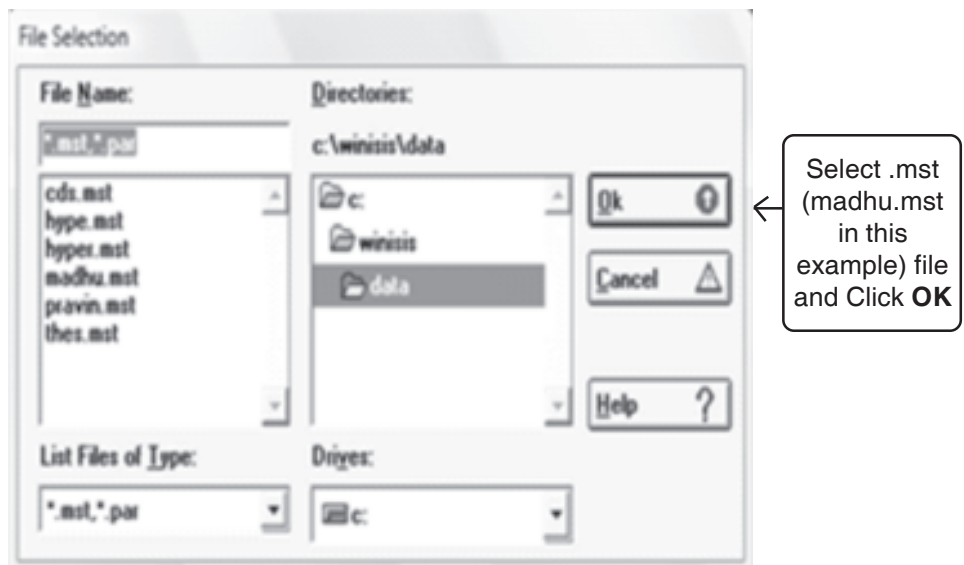 File Selection
File Name:
*.mst,*.par
cds.mst
hype.mst
hyper.mst
madhu.mst
pravin.mst
thes.mst
List Files of Type:
*.mst,*.par
Directories:
c:\winisis\data
c:
winisis
data
Drives:
c:
Ok
Cancel
Help
Select .mst
(madhu.mst
in this
example) file
and Click OK